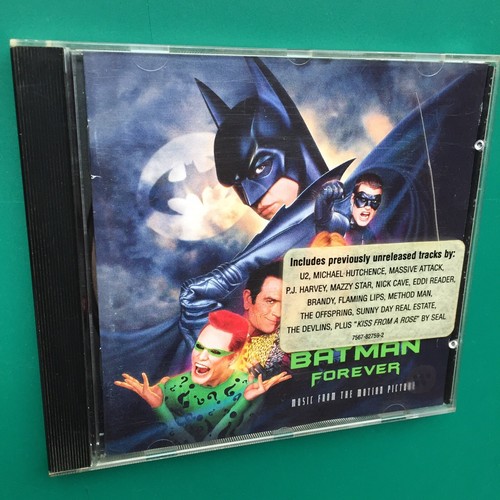 Includes previously unreleased tracks by:
U2, MICHAEL HUTCHENCE, MASSIVE ATTACK,
P.J. HARVEY, MAZZY STAR, NICK CAVE, EDDI READER,
BRANDY, FLAMING LIPS, METHOD MAN,
THE OFFSPRING, SUNNY DAY REAL ESTATE,
THE DEVLINS, PLUS "KISS FROM A ROSE" BY SEAL.
7567-82759-2
BATMAN
FOREVER
MUSIC FROM THE MOTION PICTURE